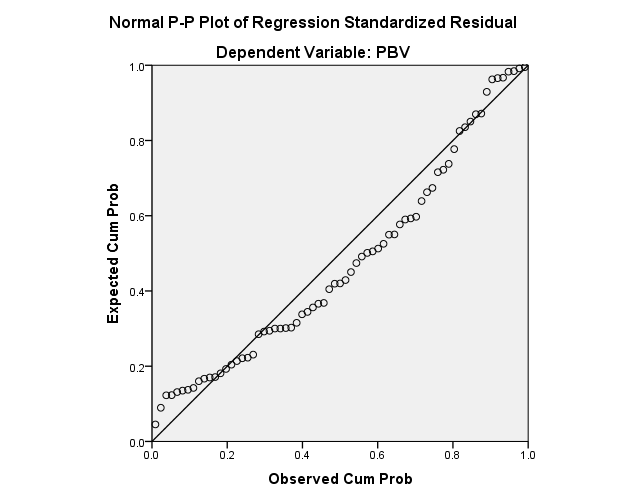 Normal P-P Plot of Regression Standardized Residual
Dependent Variable: PBV
Expected Cum Prob
1.0
0.8
0.6
0.4
0.2
0.0
0.0 0.2 0.4 0.6 0.8 1.0
Observed Cum Prob